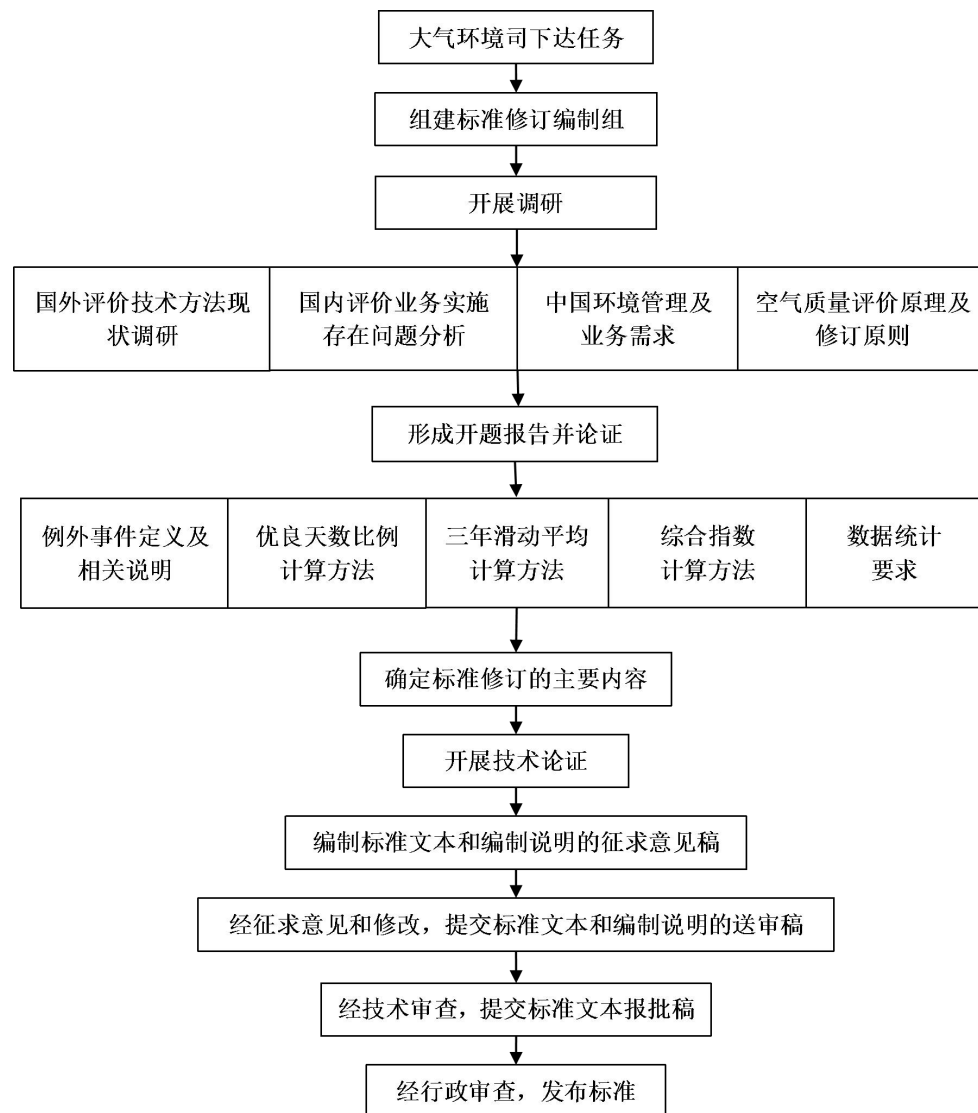 大气环境司下达任务
组建标准修订编制组
开展调研
国外评价技术方法现
状调研
国内评价业务实施
存在问题分析
中国环境管理及
业务需求
空气质量评价原理及
修订原则
形成开题报告并论证
例外事件定义及
相关说明
优良天数比例
计算方法
三年滑动平均
计算方法
综合指数
计算方法
数据统计
要求
确定标准修订的主要内容
开展技术论证
编制标准文本和编制说明的征求意见稿
经征求意见和修改，提交标准文本和编制说明的送审稿
经技术审查，提交标准文本报批稿
经行政审查，发布标准